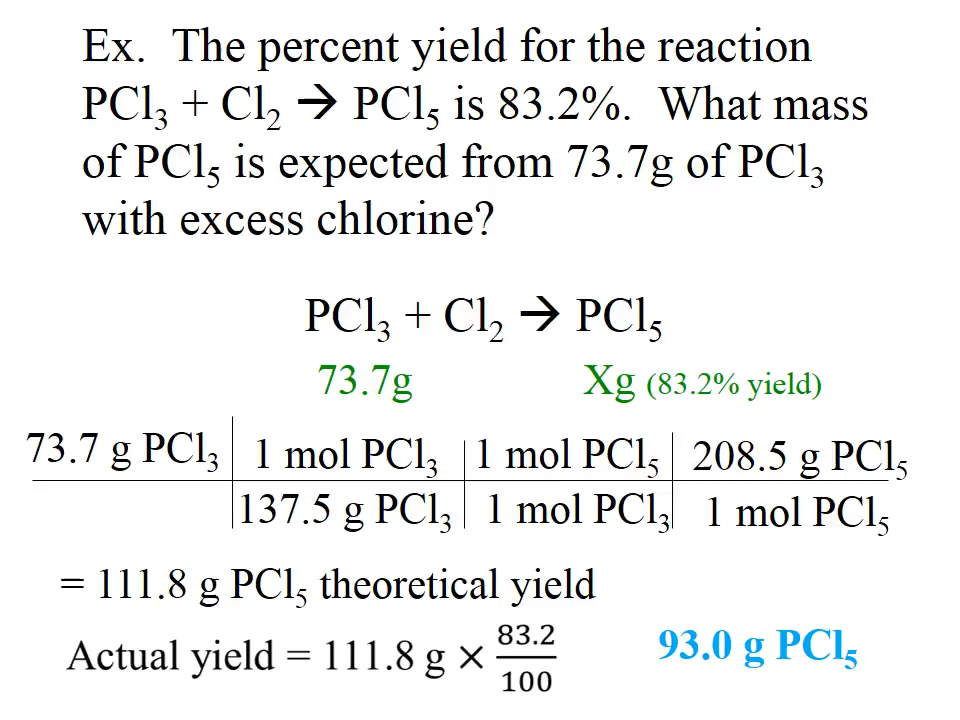 Ex.  The percent yield for the reaction
PCl₃ + Cl₂ → PCl₅ is 83.2%.  What mass
of PCl₅ is expected from 73.7g of PCl₃
with excess chlorine?
PCl₃ + Cl₂ → PCl₅
73.7g Xg (83.2% yield)
73.7 g PCl₃ 1 mol PCl₃ 1 mol PCl₅ 208.5 g PCl₅
137.5 g PCl₃ 1 mol PCl₃ 1 mol PCl₅
= 111.8 g PCl₅ theoretical yield
Actual yield = 111.8 g × 83.2/100 93.0 g PCl₅